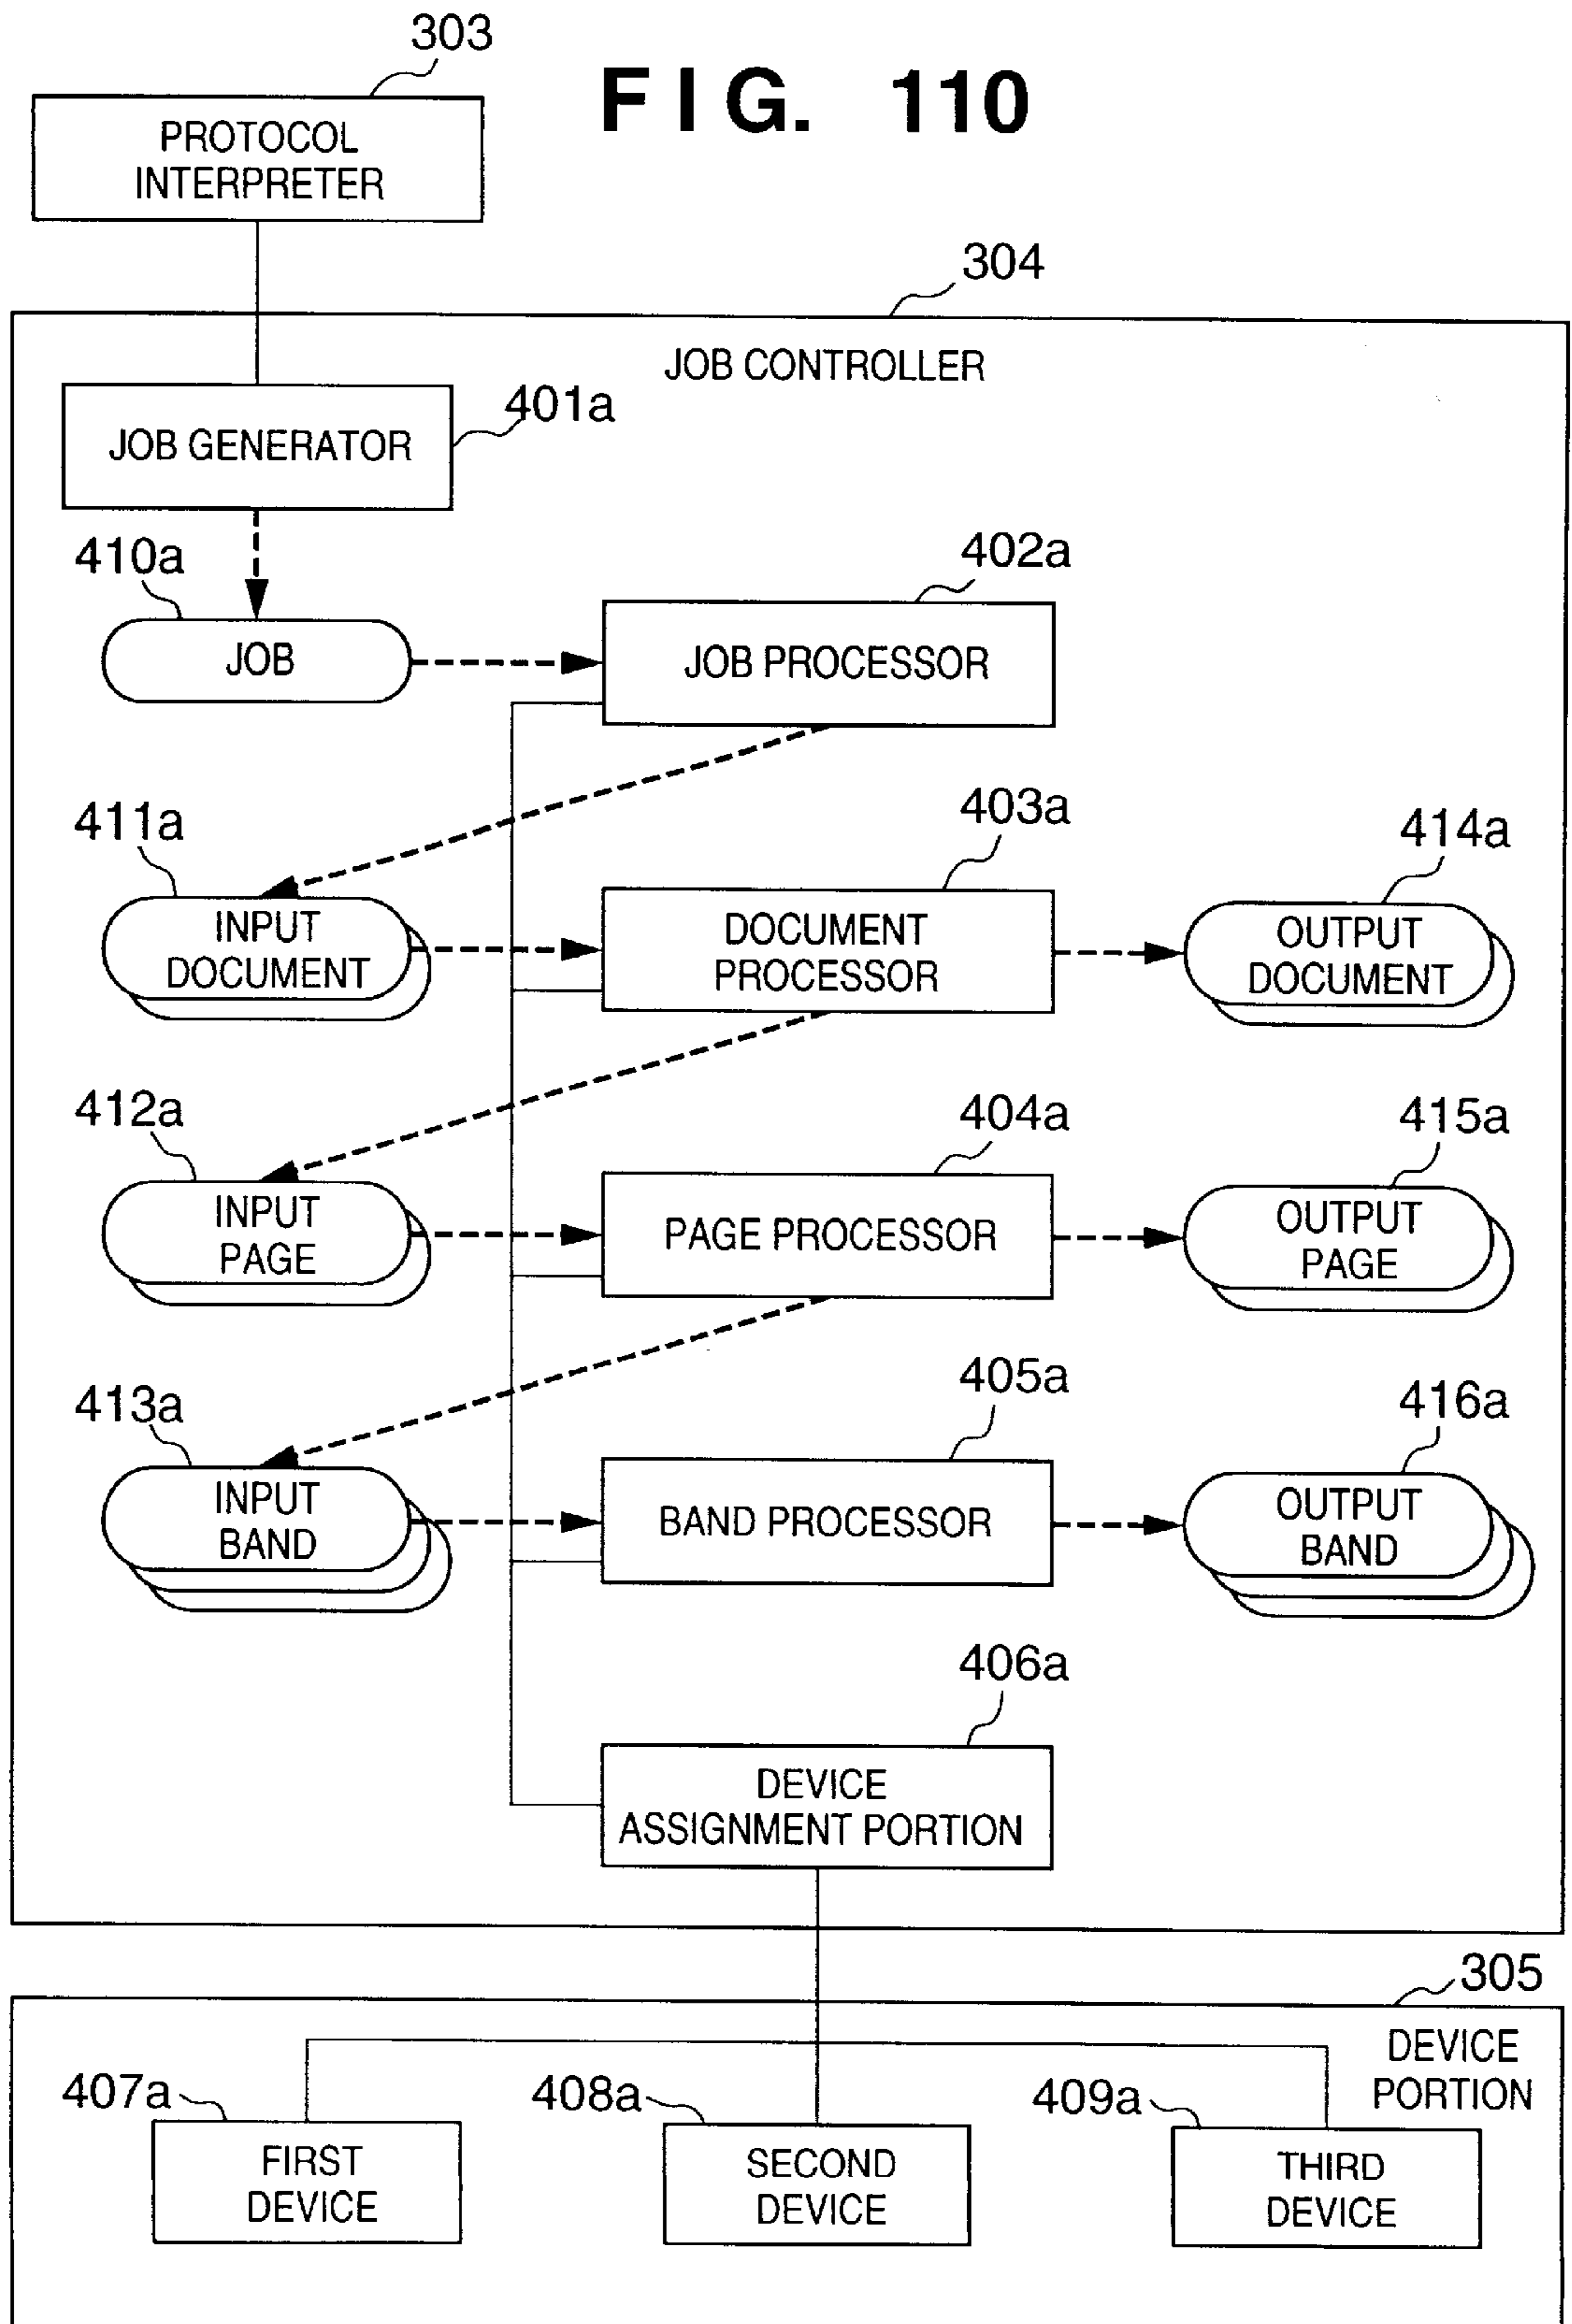 303
F I G. 110
PROTOCOL
INTERPRETER
304
JOB CONTROLLER
401a
JOB GENERATOR
410a
402a
JOB
JOB PROCESSOR
411a
403a
414a
INPUT
DOCUMENT
DOCUMENT
PROCESSOR
OUTPUT
DOCUMENT
412a
404a
415a
INPUT
PAGE
PAGE PROCESSOR
OUTPUT
PAGE
413a
405a
416a
INPUT
BAND
BAND PROCESSOR
OUTPUT
BAND
406a
DEVICE
ASSIGNMENT PORTION
305
DEVICE
PORTION
407a
408a
409a
FIRST
DEVICE
SECOND
DEVICE
THIRD
DEVICE